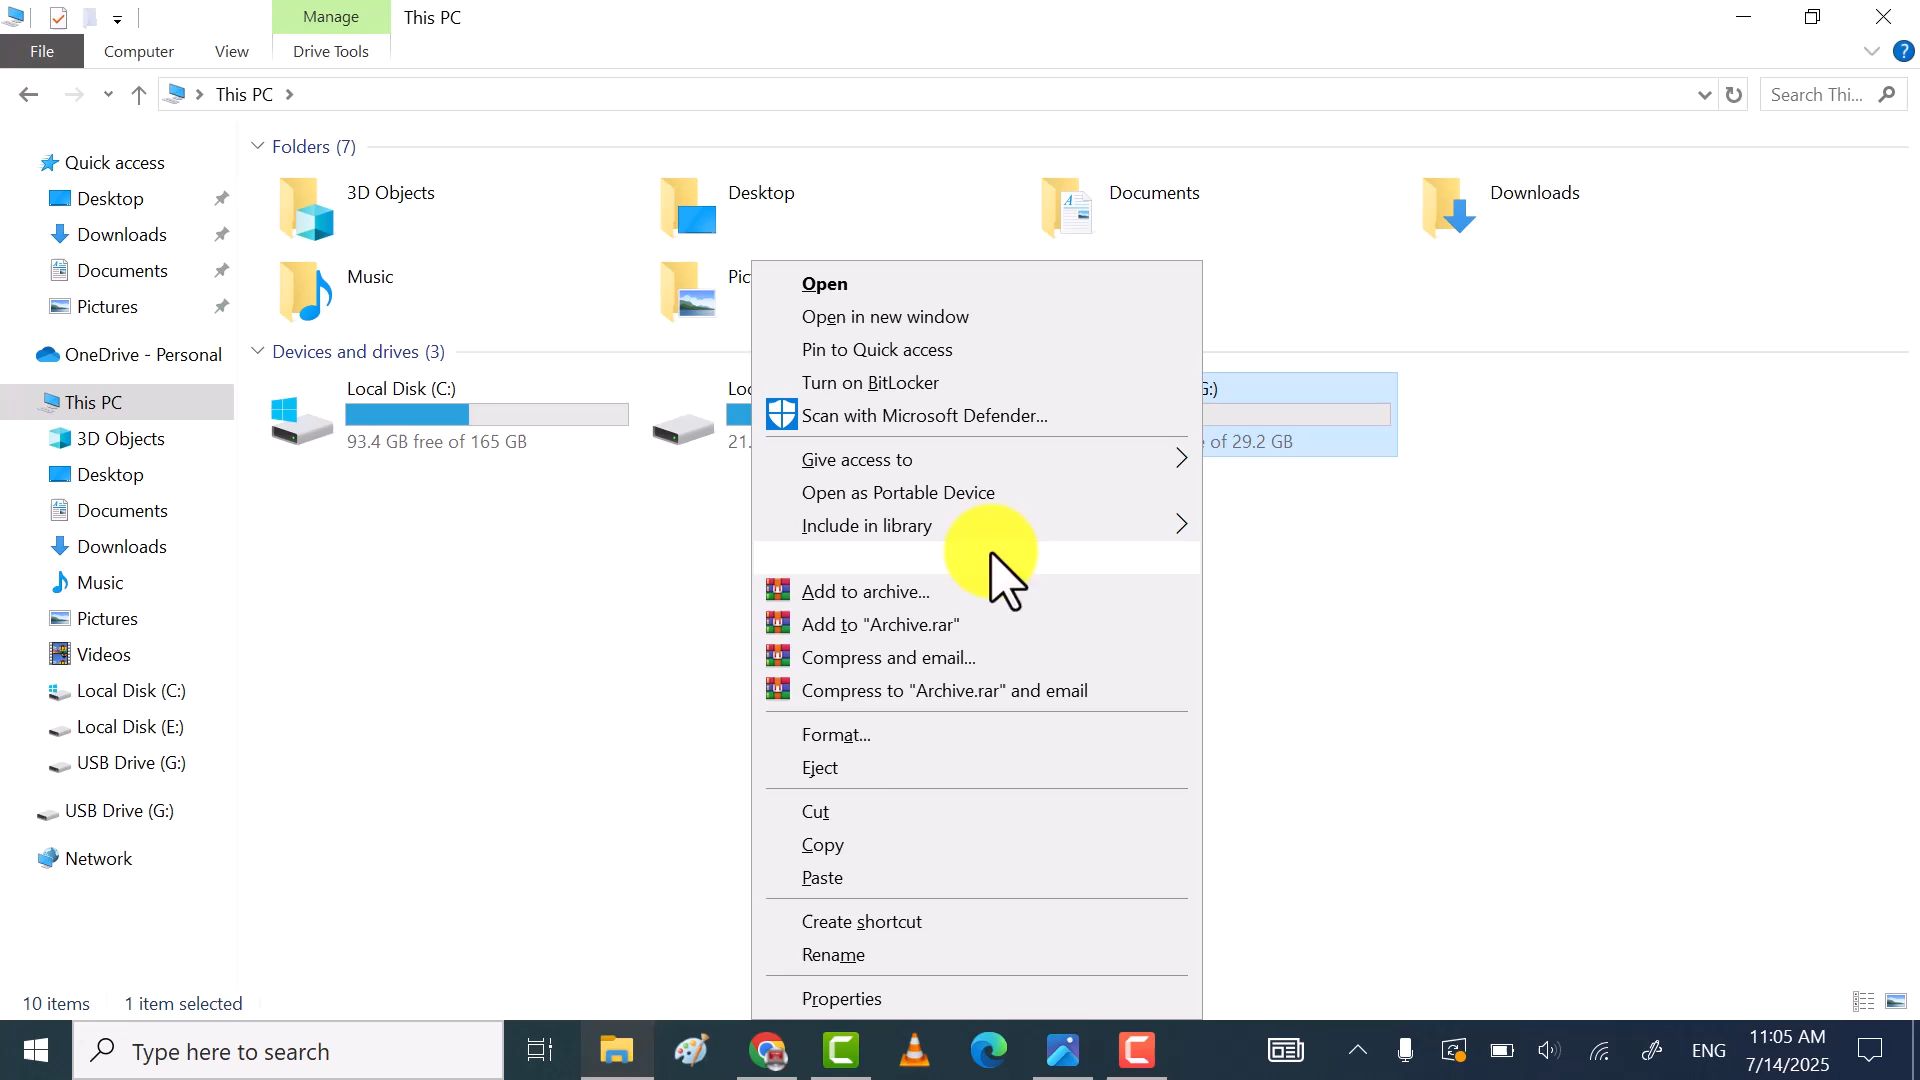 Manage
This PC
File
Computer
View
Drive Tools
?
This PC
Search Thi...
Quick access
Desktop
Downloads
Documents
Pictures
OneDrive - Personal
This PC
3D Objects
Desktop
Documents
Downloads
Music
Pictures
Videos
Local Disk (C:)
Local Disk (E:)
USB Drive (G:)
USB Drive (G:)
Network
Folders (7)
3D Objects
Desktop
Documents
Downloads
Music
Pic
Devices and drives (3)
Local Disk (C:)
93.4 GB free of 165 GB
Loc
21.
G:)
of 29.2 GB
Open
Open in new window
Pin to Quick access
Turn on BitLocker
Scan with Microsoft Defender...
Give access to
Open as Portable Device
Include in library
Add to archive...
Add to "Archive.rar"
Compress and email...
Compress to "Archive.rar" and email
Format...
Eject
Cut
Copy
Paste
Create shortcut
Rename
Properties
10 items
1 item selected
Type here to search
ENG
11:05 AM
7/14/2025